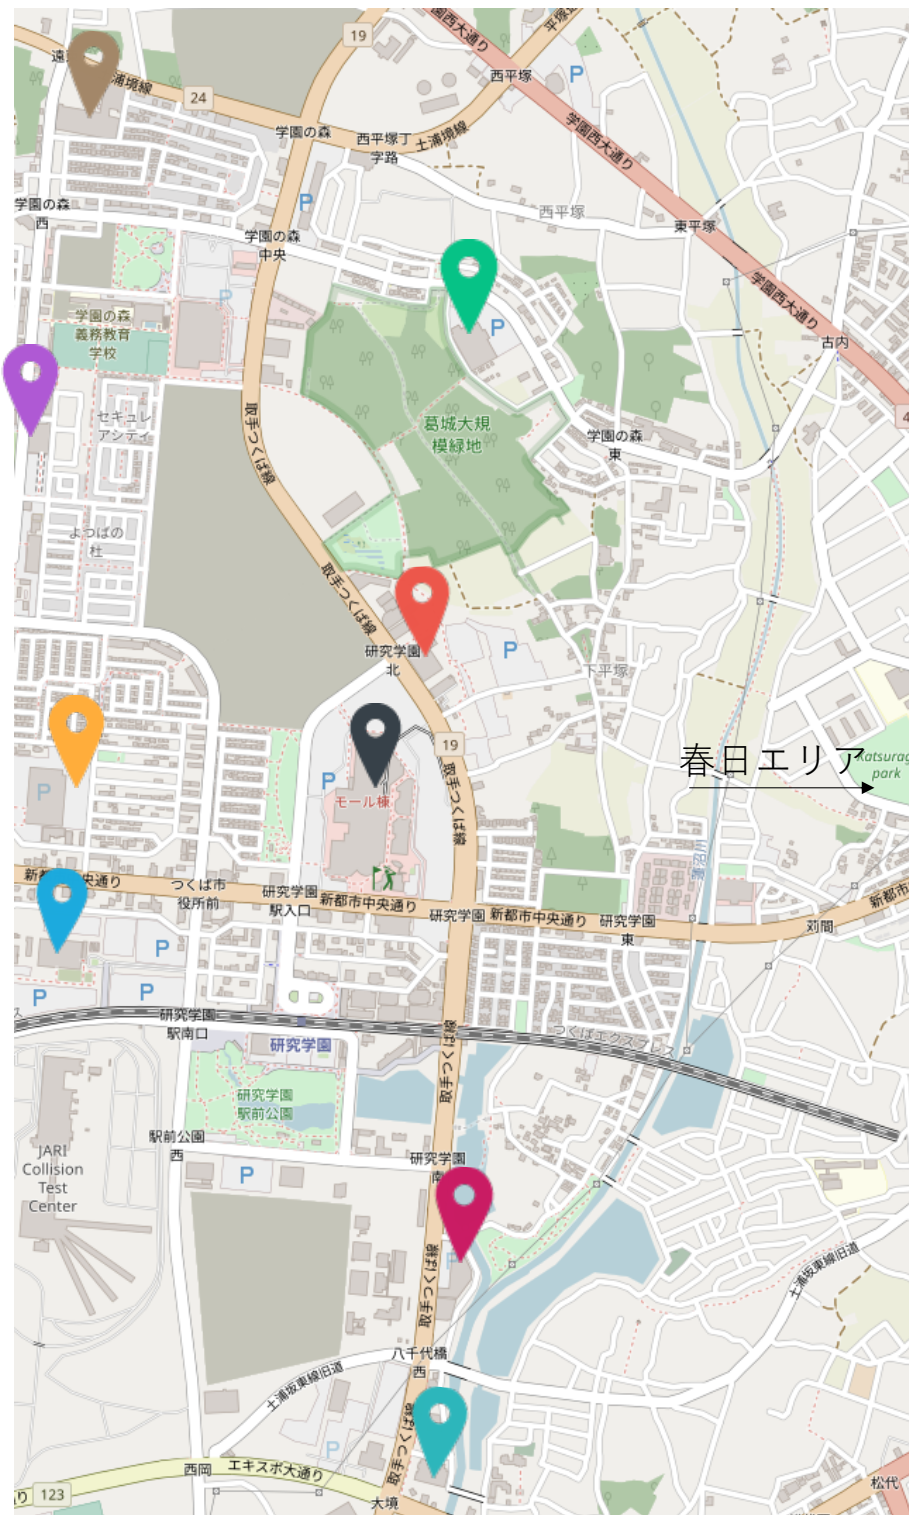 学園西大通り
平塚
19
西平塚
P
浦境線
24
学園の森
西平塚丁
字路
土浦境線
学園西大通り
P
学園の森
西
西平塚
東平塚
学園の森
中央
P
学園西大通り
学園の森
義務教育
学校
P
古内
4
取手つくば線
セキュレ
アシティ
葛城大規
模緑地
学園の森
東
よつばの
杜
取手つくば線
研究学園
北
P
下平塚
19
春日エリア
Katsurag
park
P
P
モール棟
取手つくば線
蓮沼川
新都
央通り
つくば市
役所前
研究学園
駅入口
新都市中央通り
研究学園
新都市中央通り
研究学園
東
苅間
新都市
P
P
P
ス
研究学園
駅南口
研究学園
取手つくば線
つくばエクスプレス
研究学園
駅前公園
駅前公園
西
研究学園
南
P
JARI
Collision
Test
Center
P
取手つくば線
土浦坂東線旧道
八千代橋
西
土浦坂東線旧道
取手つくば線
P
西岡
エキスポ大通り
り
123
大境
松代